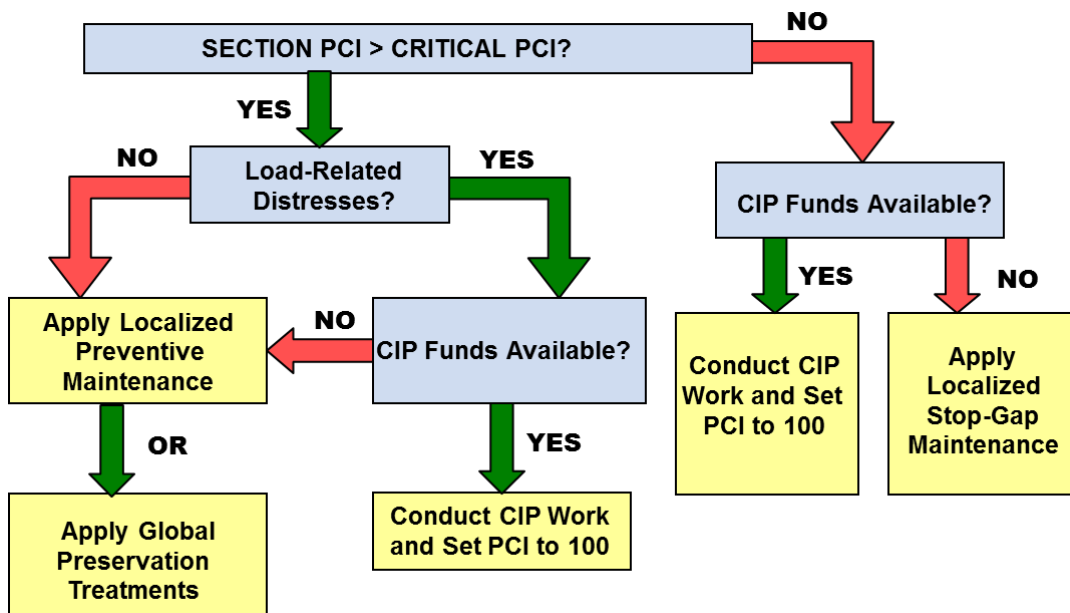 NO
SECTION PCI > CRITICAL PCI?
YES
NO
YES
Load-Related
Distresses?
CIP Funds Available?
YES
NO
Apply Localized
Preventive
Maintenance
NO
CIP Funds Available?
Conduct CIP
Work and Set
PCI to 100
Apply
Localized
Stop-Gap
Maintenance
OR
YES
Apply Global
Preservation
Treatments
Conduct CIP Work
and Set PCI to 100